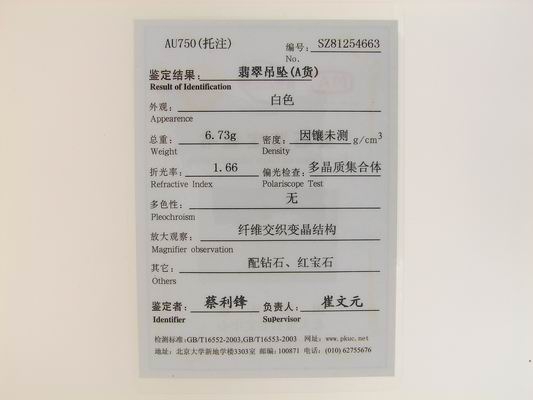 AU750(托注)
编号: SZ81254663
No.
鉴定结果: 翡翠吊坠(A货)
Result of Identification
外观: 白色
Appearence
总重: 6.73g 密度: 因镶未测 g/cm³
Weight Density
折光率: 1.66 偏光检查: 多晶质集合体
Refractive Index Polariscope Test
多色性: 无
Pleochroism
放大观察: 纤维交织变晶结构
Magnifier observation
其它: 配钻石、红宝石
Others
鉴定者: 蔡利锋 负责人: 崔文元
Identifier SuPervisor
检测标准:GB/T16552-2003,GB/T16553-2003 网址: www.pkuc.net
地址: 北京大学新地学楼3303室 邮编:100871 电话: (010) 62755676